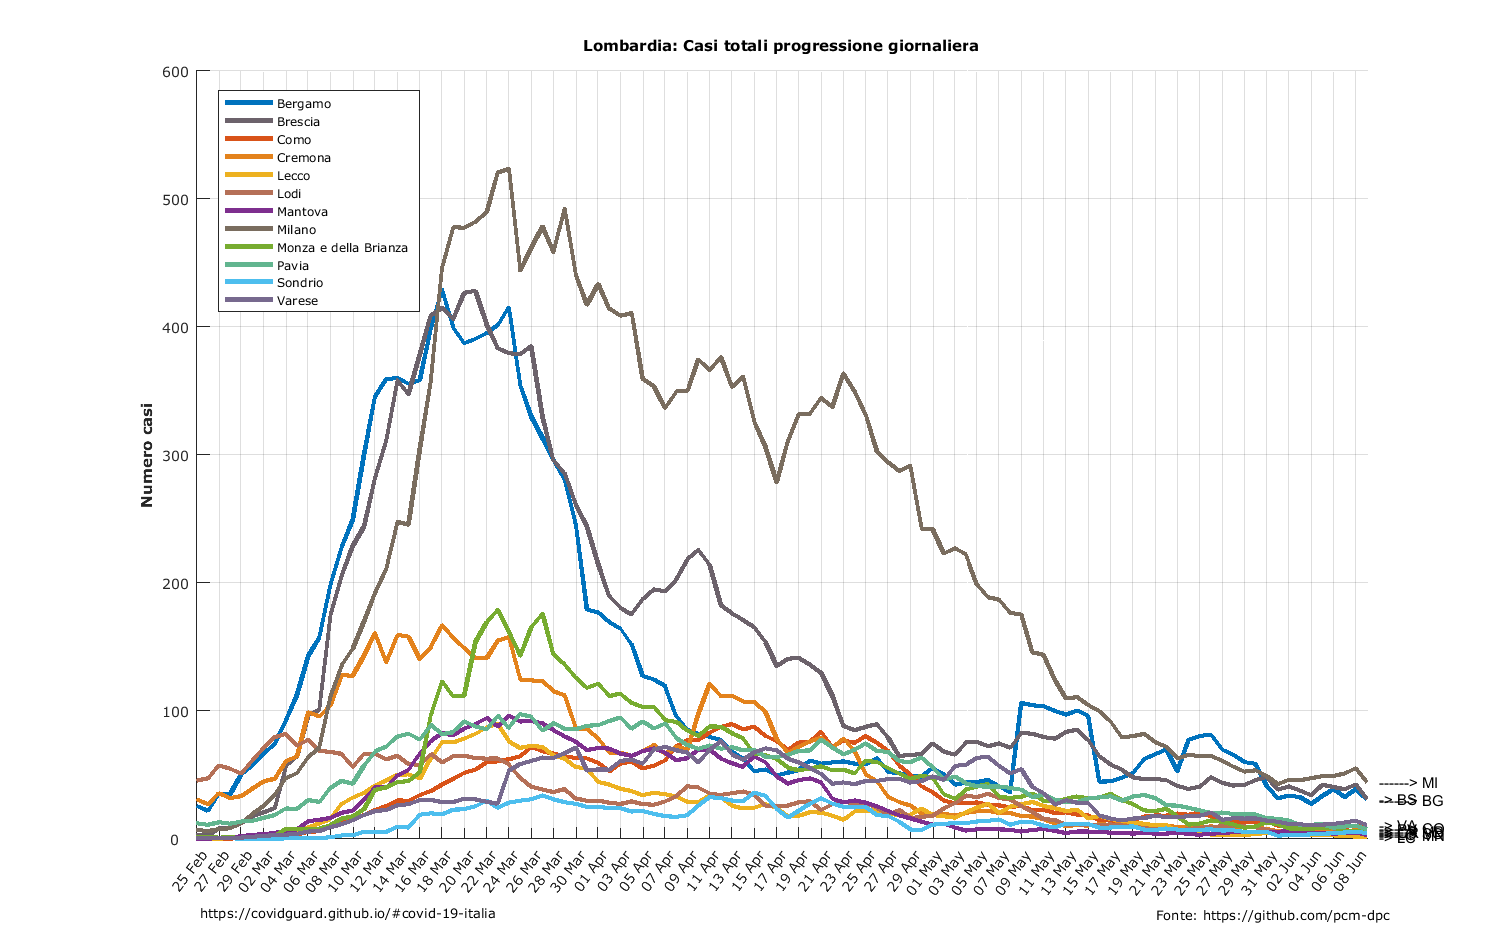 Lombardia: Casi totali progressione giornaliera
600
500
400
300
200
100
0
Numero casi
Bergamo
Brescia
Como
Cremona
Lecco
Lodi
Mantova
Milano
Monza e della Brianza
Pavia
Sondrio
Varese
------> MI
-> BS
------> BG
-> VA
25 Feb
27 Feb
29 Feb
02 Mar
04 Mar
06 Mar
08 Mar
10 Mar
12 Mar
14 Mar
16 Mar
18 Mar
20 Mar
22 Mar
24 Mar
26 Mar
28 Mar
30 Mar
01 Apr
03 Apr
05 Apr
07 Apr
09 Apr
11 Apr
13 Apr
15 Apr
17 Apr
19 Apr
21 Apr
23 Apr
25 Apr
27 Apr
29 Apr
01 May
03 May
05 May
07 May
09 May
11 May
13 May
15 May
17 May
19 May
21 May
23 May
25 May
27 May
29 May
31 May
02 Jun
04 Jun
06 Jun
08 Jun
https://covidguard.github.io/#covid-19-italia
Fonte: https://github.com/pcm-dpc